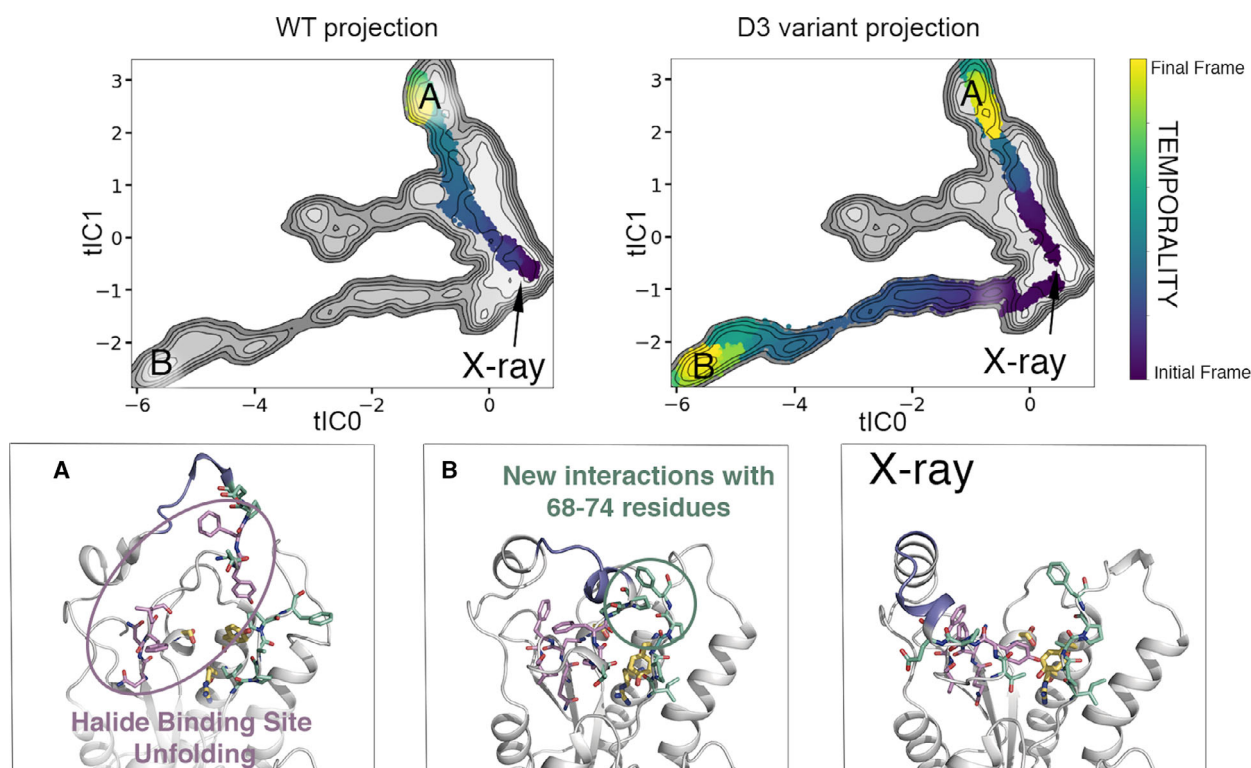 WT projection
D3 variant projection
3
2
1
0
−1
−2
tIC1
A
B
X-ray
−6
−4
−2
0
tIC0
3
2
1
0
−1
−2
tIC1
A
B
X-ray
−6
−4
−2
0
tIC0
Final Frame
TEMPORALITY
Initial Frame
A
Halide Binding Site
Unfolding
B
New interactions with
68-74 residues
X-ray